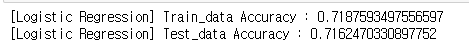 [Logistic Regression] Train_data Accuracy : 0.7187593497556597
[Logistic Regression] Test_data Accuracy : 0.7162470330897752